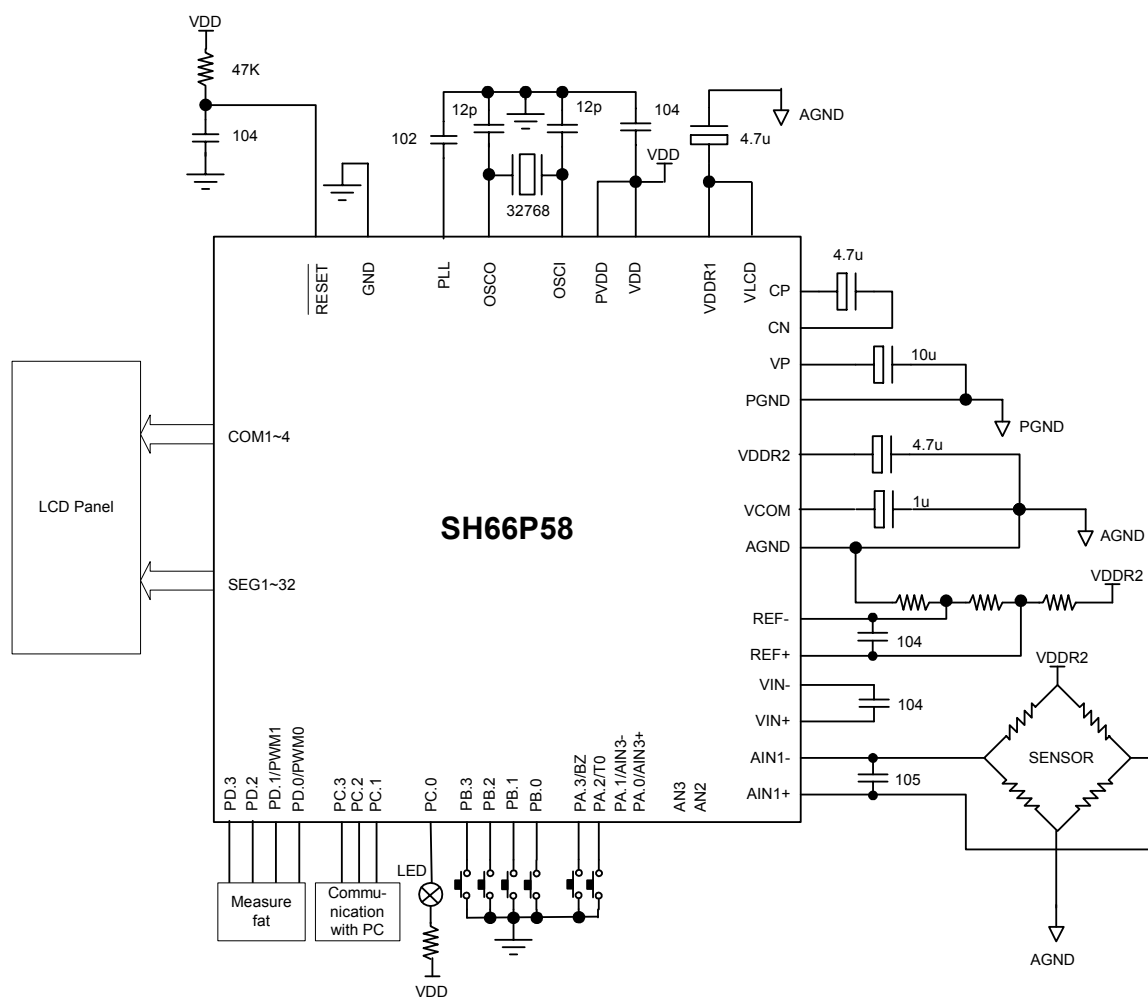 VDD
47K
104
12p
12p
104
102
4.7u
AGND
VDD
32768
RESET
GND
PLL
OSCO
OSCI
PVDD
VDD
VDDR1
VLCD
CP
4.7u
CN
VP
10u
PGND
PGND
COM1~4
VDDR2
4.7u
LCD Panel
SH66P58
VCOM
1u
AGND
AGND
SEG1~32
VDDR2
REF-
104
REF+
VDDR2
VIN-
104
VIN+
AIN1-
SENSOR
105
AIN1+
PD.3
PD.2
PD.1/PWM1
PD.0/PWM0
PC.3
PC.2
PC.1
PC.0
PB.3
PB.2
PB.1
PB.0
PA.3/BZ
PA.2/T0
PA.1/AIN3-
PA.0/AIN3+
AN3
AN2
LED
Measure
fat
Commu-
nication
with PC
VDD
AGND